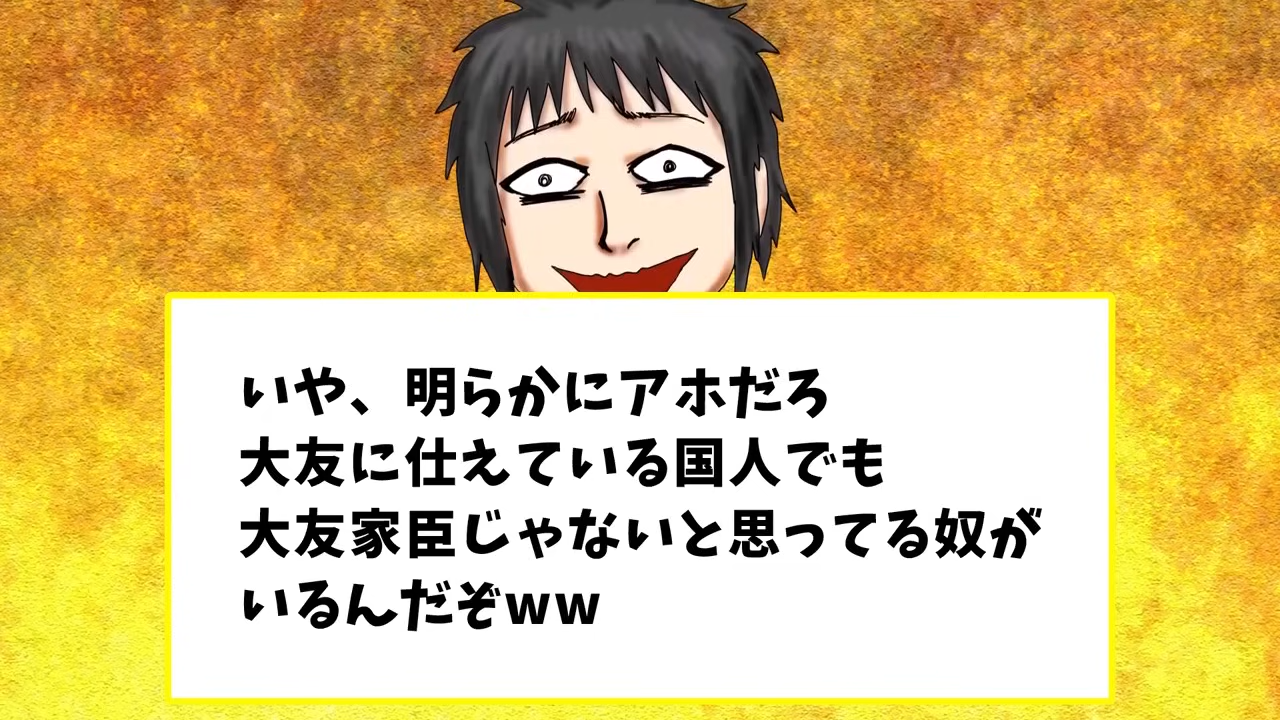 いや、明らかにアホだろ
大友に仕えている国人でも
大友家臣じゃないと思ってる奴が
いるんだぞww